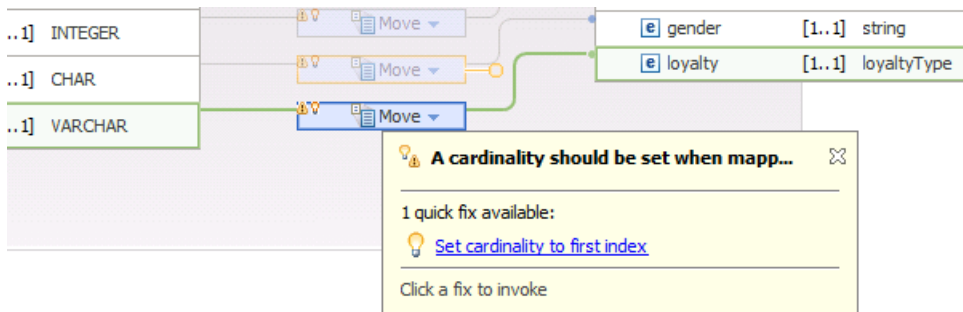 ..1] INTEGER
Move
gender [1..1] string
..1] CHAR
Move
loyalty [1..1] loyaltyType
..1] VARCHAR
Move
A cardinality should be set when mapp...
1 quick fix available:
Set cardinality to first index
Click a fix to invoke